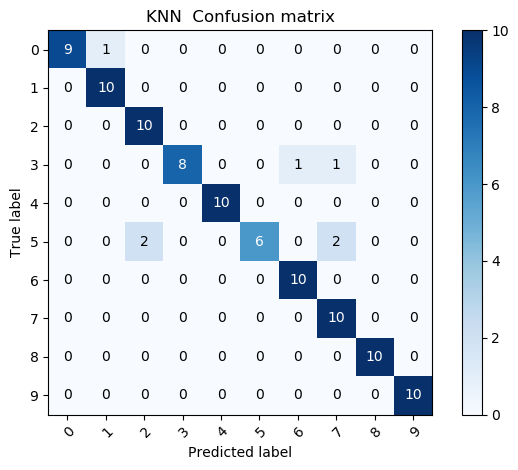 KNN  Confusion matrix
0 9 1 0 0 0 0 0 0 0 0
1 0 10 0 0 0 0 0 0 0 0
2 0 0 10 0 0 0 0 0 0 0
3 0 0 0 8 0 0 1 1 0 0
4 0 0 0 0 10 0 0 0 0 0
5 0 0 2 0 0 6 0 2 0 0
6 0 0 0 0 0 0 10 0 0 0
7 0 0 0 0 0 0 0 10 0 0
8 0 0 0 0 0 0 0 0 10 0
9 0 0 0 0 0 0 0 0 0 10
0 1 2 3 4 5 6 7 8 9
Predicted label
True label
10
8
6
4
2
0